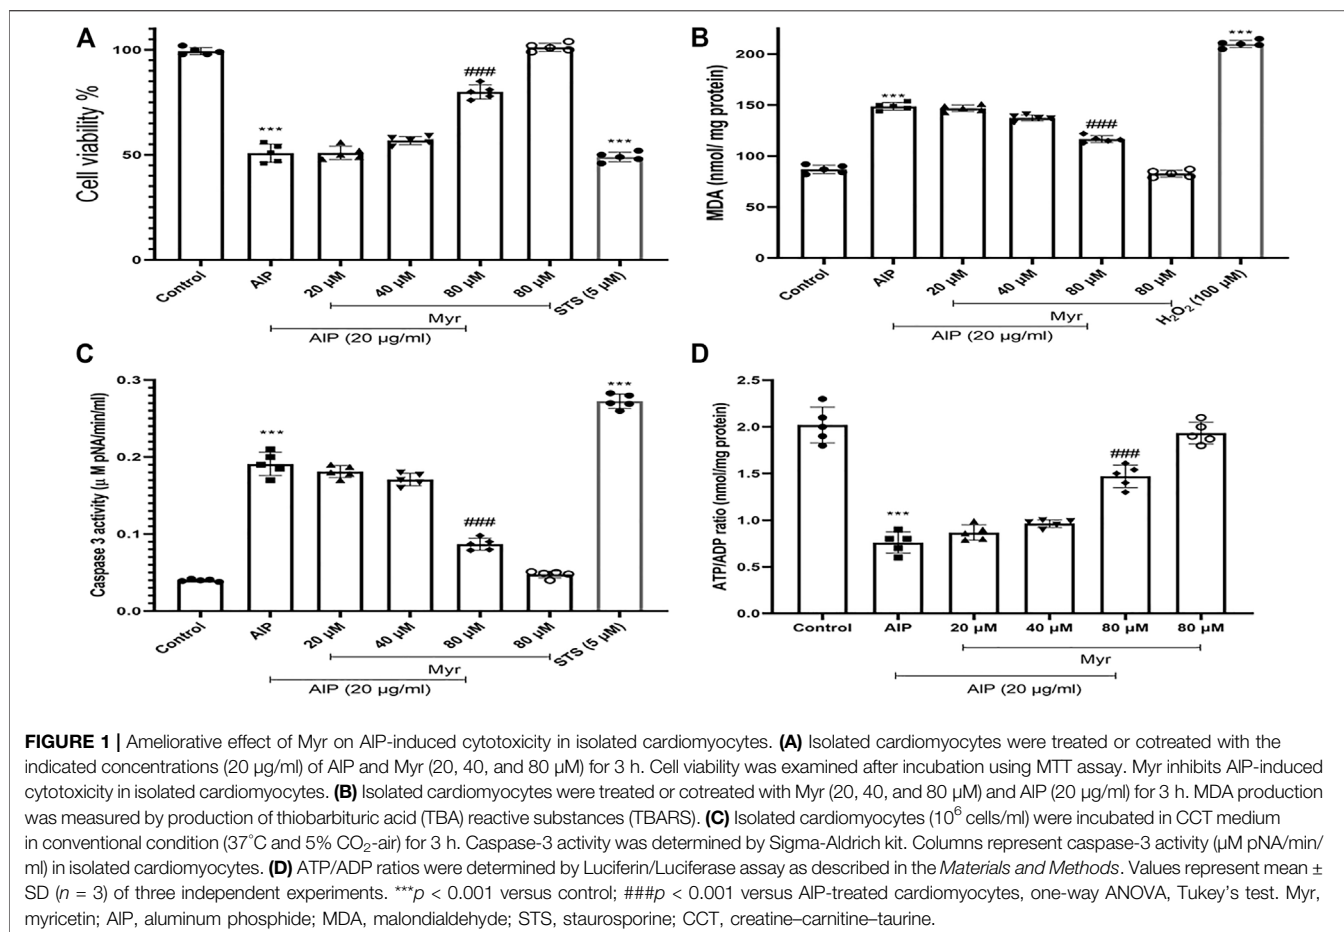 A
Cell viability %
100
50
0
***
###
***
Control
AlP
20 µM
40 µM
80 µM
80 µM
STS (5 µM)
Myr
AlP (20 µg/ml)
B
MDA (nmol/ mg protein)
200
150
100
50
0
***
###
***
Control
AlP
20 µM
40 µM
80 µM
80 µM
H₂O₂ (100 µM)
Myr
AlP (20 µg/ml)
C
Caspase 3 activity (µ M pNA/min/ml)
0.3
0.2
0.1
0.0
***
###
***
Control
AlP
20 µM
40 µM
80 µM
80 µM
STS (5 µM)
Myr
AlP (20 µg/ml)
D
ATP/ADP ratio (nmol/mg protein)
2.5
2.0
1.5
1.0
0.5
0.0
***
###
Control
AlP
20 µM
40 µM
80 µM
80 µM
Myr
AlP (20 µg/ml)
FIGURE 1 | Ameliorative effect of Myr on AlP-induced cytotoxicity in isolated cardiomyocytes. (A) Isolated cardiomyocytes were treated or cotreated with the
indicated concentrations (20 µg/ml) of AlP and Myr (20, 40, and 80 µM) for 3 h. Cell viability was examined after incubation using MTT assay. Myr inhibits AlP-induced
cytotoxicity in isolated cardiomyocytes. (B) Isolated cardiomyocytes were treated or cotreated with Myr (20, 40, and 80 µM) and AlP (20 µg/ml) for 3 h. MDA production
was measured by production of thiobarbituric acid (TBA) reactive substances (TBARS). (C) Isolated cardiomyocytes (10⁶ cells/ml) were incubated in CCT medium
in conventional condition (37°C and 5% CO₂-air) for 3 h. Caspase-3 activity was determined by Sigma-Aldrich kit. Columns represent caspase-3 activity (µM pNA/min/
ml) in isolated cardiomyocytes. (D) ATP/ADP ratios were determined by Luciferin/Luciferase assay as described in the Materials and Methods. Values represent mean ±
SD (n = 3) of three independent experiments. ***p < 0.001 versus control; ###p < 0.001 versus AlP-treated cardiomyocytes, one-way ANOVA, Tukey's test. Myr,
myricetin; AlP, aluminum phosphide; MDA, malondialdehyde; STS, staurosporine; CCT, creatine–carnitine–taurine.